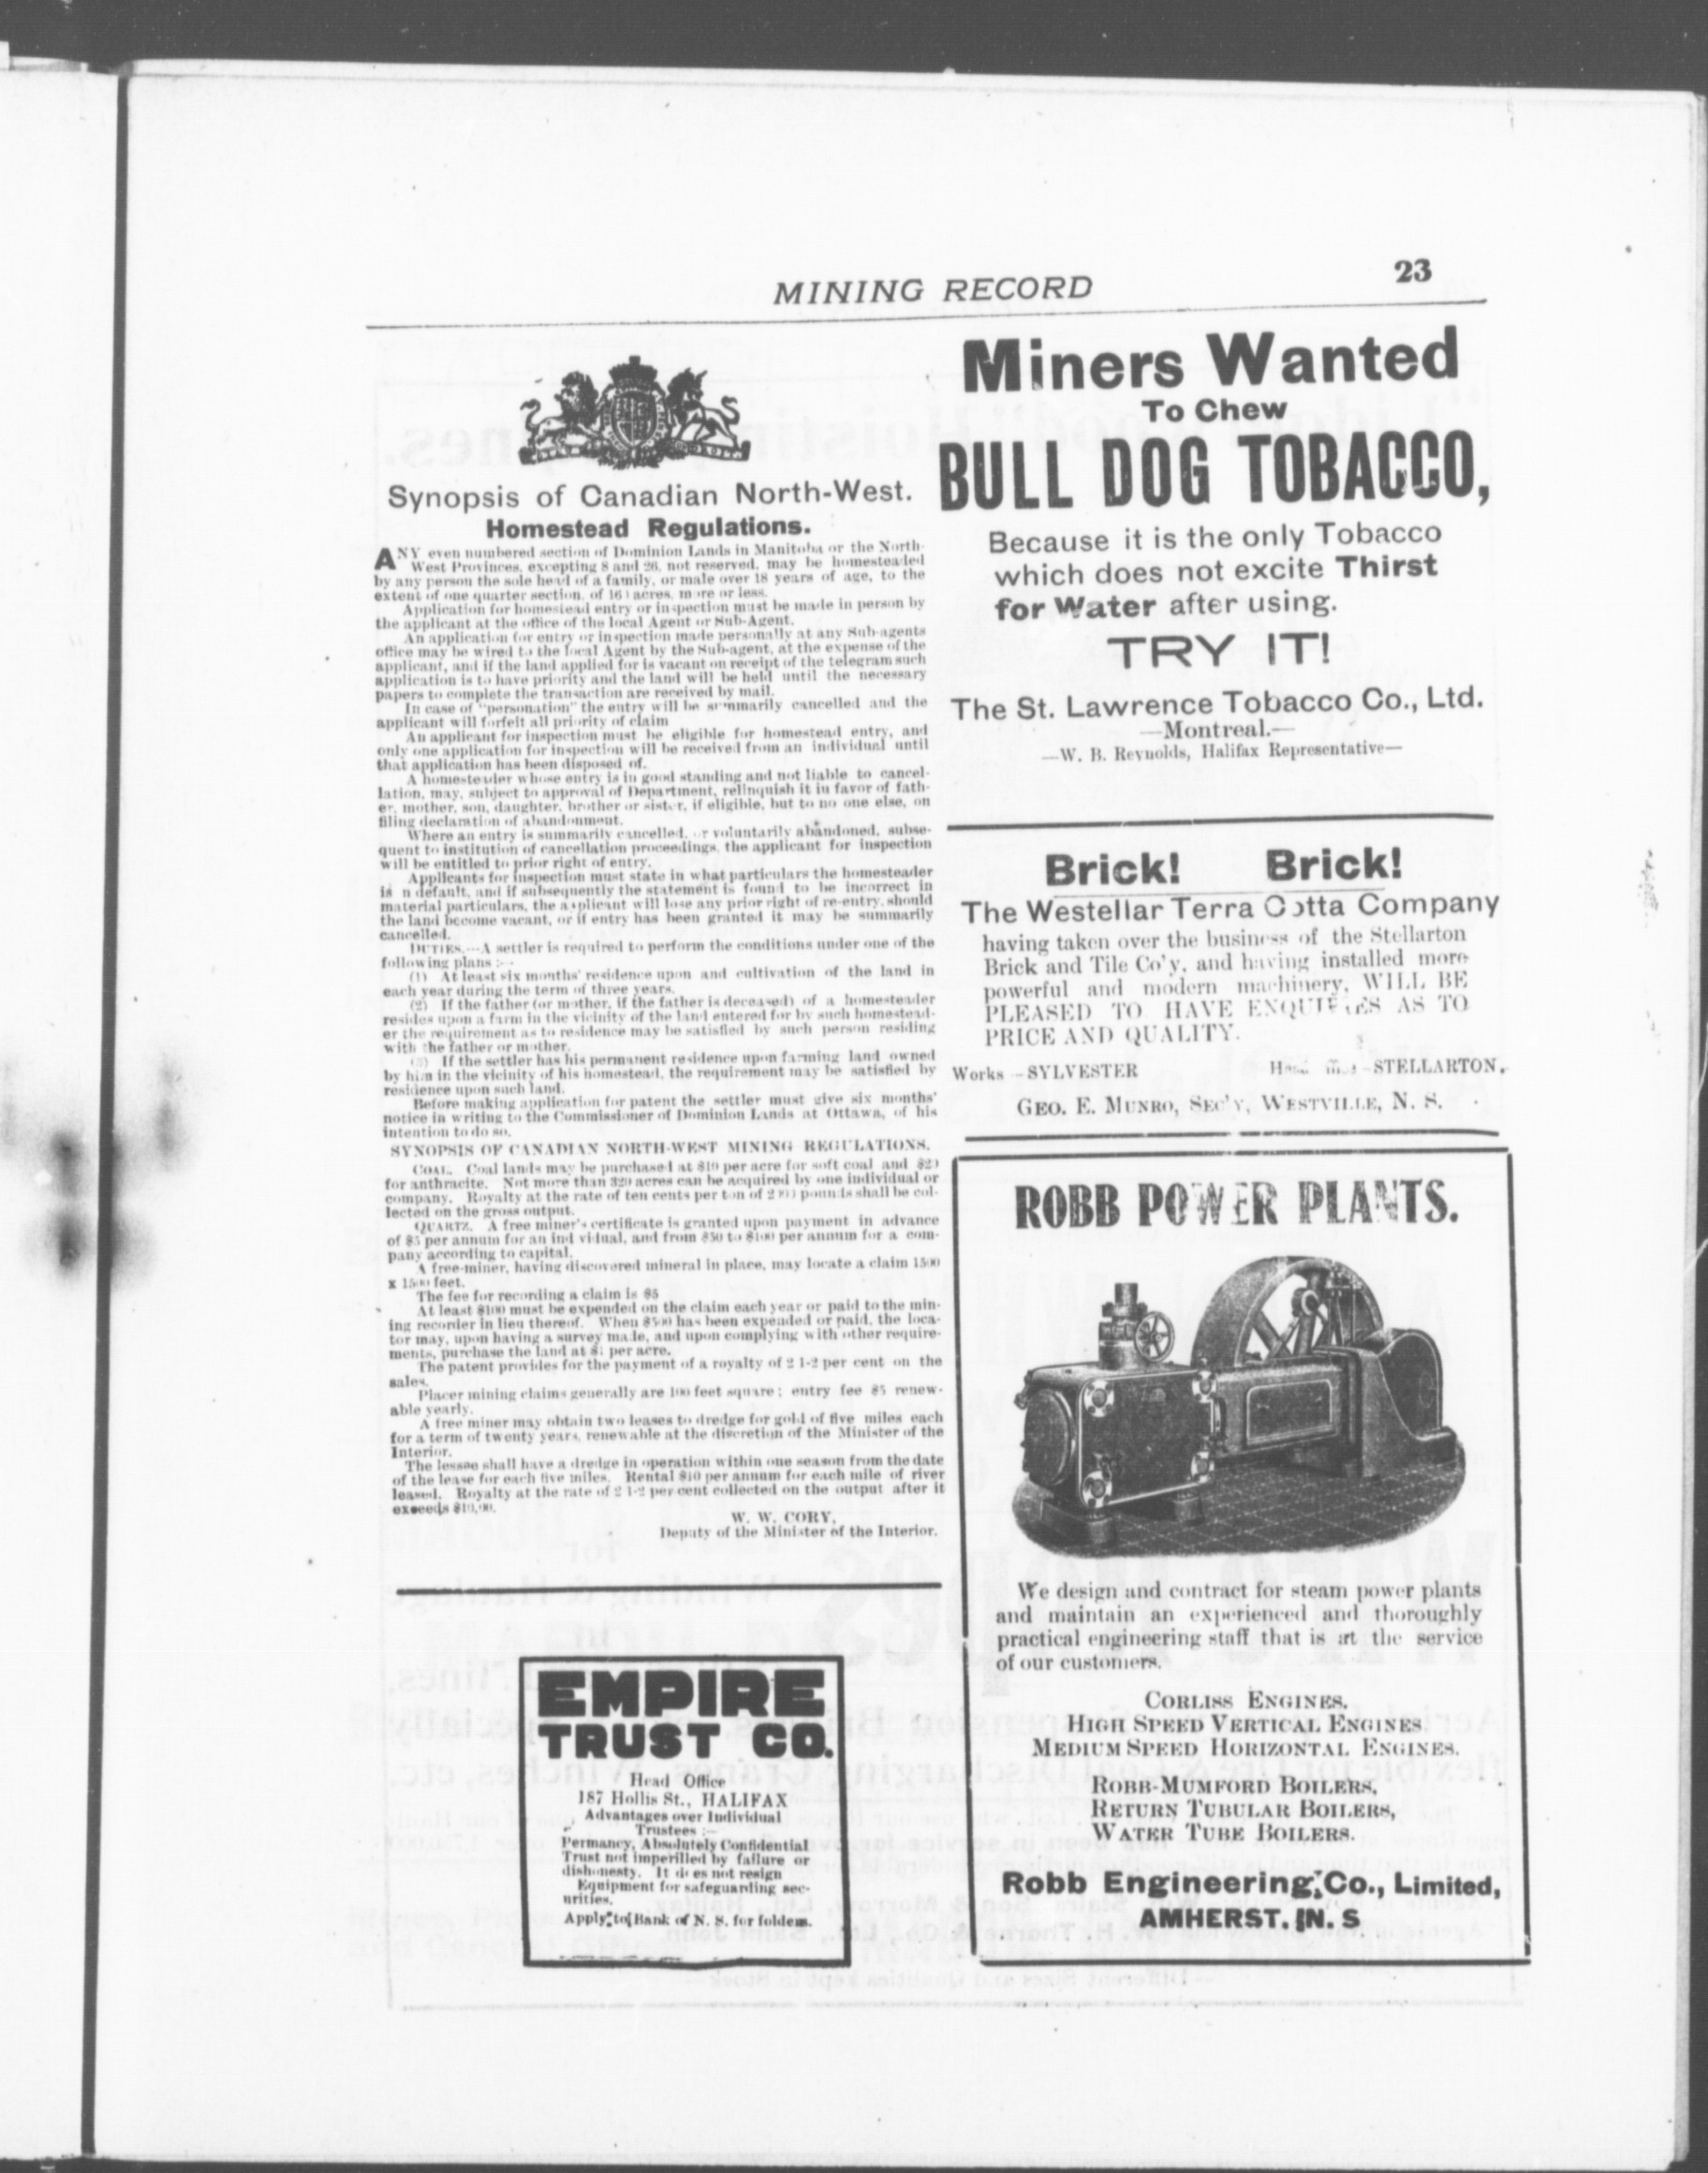 MINING RECORD
23
Synopsis of Canadian North-West.
Homestead Regulations.
ANY even numbered section of Dominion Lands in Manitoba or the North-
West Provinces, excepting 8 and 26, not reserved, may be homesteaded
by any person the sole head of a family, or male over 18 years of age, to the
extent of one quarter section, of acres, more or less.
Application for homestead entry or inspection must be made in person by
the applicant at the office of the local Agent or Sub-Agent.
An application for entry or inspection made personally at any Sub-agents
office may be wired to the local Agent by the Sub-agent, at the expense of the
applicant, and if the land applied for is vacant on receipt of the telegram such
application is to have priority and the land will be held until the necessary
papers to complete the transaction are received by mail.
In case of "personation" the entry will be summarily cancelled and the
applicant will forfeit all priority of claim
An applicant for inspection must be eligible for homestead entry, and
only one application for inspection will be received from an individual until
that application has been disposed of.
A homesteader whose entry is in good standing and not liable to cancel-
lation, may, subject to approval of Department, relinquish it in favor of fath-
er, mother, son, daughter, brother or sister, if eligible, but to no one else, on
filing declaration of abandonment.
Where an entry is summarily cancelled, or voluntarily abandoned, subse-
quent to institution of cancellation proceedings, the applicant for inspection
will be entitled to prior right of entry.
Applicants for inspection must state in what particulars the homesteader
is n default, and if subsequently the statement is found to be incorrect in
material particulars, the applicant will lose any prior right of re-entry, should
the land become vacant, or if entry has been granted it may be summarily
cancelled.
DUTIES.—A settler is required to perform the conditions under one of the
following plans :—
(1) At least six months' residence upon and cultivation of the land in
each year during the term of three years.
(2) If the father (or mother, if the father is deceased) of a homesteader
resides upon a farm in the vicinity of the land entered for by such homestead-
er the requirement as to residence may be satisfied by such person residing
with the father or mother.
(3) If the settler has his permanent residence upon farming land owned
by him in the vicinity of his homestead, the requirement may be satisfied by
residence upon such land.
Before making application for patent the settler must give six months'
notice in writing to the Commissioner of Dominion Lands at Ottawa, of his
intention to do so.
SYNOPSIS OF CANADIAN NORTH-WEST MINING REGULATIONS.
COAL. Coal lands may be purchased at $10 per acre for soft coal and $20
for anthracite. Not more than 320 acres can be acquired by one individual or
company. Royalty at the rate of ten cents per ton of pounds shall be col-
lected on the gross output.
QUARTZ. A free miner's certificate is granted upon payment in advance
of $5 per annum for an individual, and from $50 to $100 per annum for a com-
pany according to capital.
A free-miner, having discovered mineral in place, may locate a claim 1500
x 1500 feet.
The fee for recording a claim is $5
At least $100 must be expended on the claim each year or paid to the min-
ing recorder in lieu thereof. When $500 has been expended or paid, the loca-
tor may, upon having a survey made, and upon complying with other require-
ments, purchase the land at per acre.
The patent provides for the payment of a royalty of 2 1-2 per cent on the
sales.
Placer mining claims generally are 100 feet square; entry fee $5 renew-
able yearly.
A free miner may obtain two leases to dredge for gold of five miles each
for a term of twenty years, renewable at the discretion of the Minister of the
Interior.
The lessee shall have a dredge in operation within one season from the date
of the lease for each five miles. Rental $10 per annum for each mile of river
leased. Royalty at the rate of 2 1-2 per cent collected on the output after it
exceeds
W. W. CORY,
Deputy of the Minister of the Interior.
EMPIRE
TRUST CO.
Head Office
187 Hollis St., HALIFAX
Advantages over Individual
Trustees :—
Permancy, Absolutely Confidential
Trust not imperilled by failure or
dishonesty. It does not resign
Equipment for safeguarding sec-
urities.
Apply to Bank of N. S. for folders.
Miners Wanted
To Chew
BULL DOG TOBACCO,
Because it is the only Tobacco
which does not excite Thirst
for Water after using.
TRY IT!
The St. Lawrence Tobacco Co., Ltd.
—Montreal.—
—W. B. Reynolds, Halifax Representative—
Brick! Brick!
The Westellar Terra Cotta Company
having taken over the business of the Stellarton
Brick and Tile Co'y, and having installed more
powerful and modern machinery, WILL BE
PLEASED TO HAVE ENQUIRIES AS TO
PRICE AND QUALITY.
Works —SYLVESTER
—STELLARTON.
GEO. E. MUNRO, SEC'Y, WESTVILLE, N. S.
ROBB POWER PLANTS.
We design and contract for steam power plants
and maintain an experienced and thoroughly
practical engineering staff that is at the service
of our customers.
CORLISS ENGINES.
HIGH SPEED VERTICAL ENGINES
MEDIUM SPEED HORIZONTAL ENGINES.
ROBB-MUMFORD BOILERS,
RETURN TUBULAR BOILERS,
WATER TUBE BOILERS.
Robb Engineering Co., Limited,
AMHERST, N. S